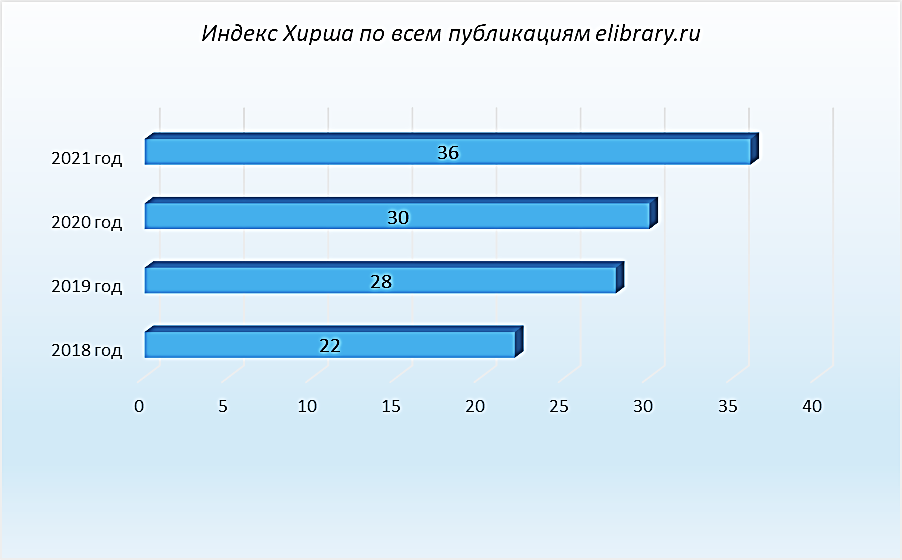 Индекс Хирша по всем публикациям elibrary.ru
2021 год
36
2020 год
30
2019 год
28
2018 год
22
0 5 10 15 20 25 30 35 40